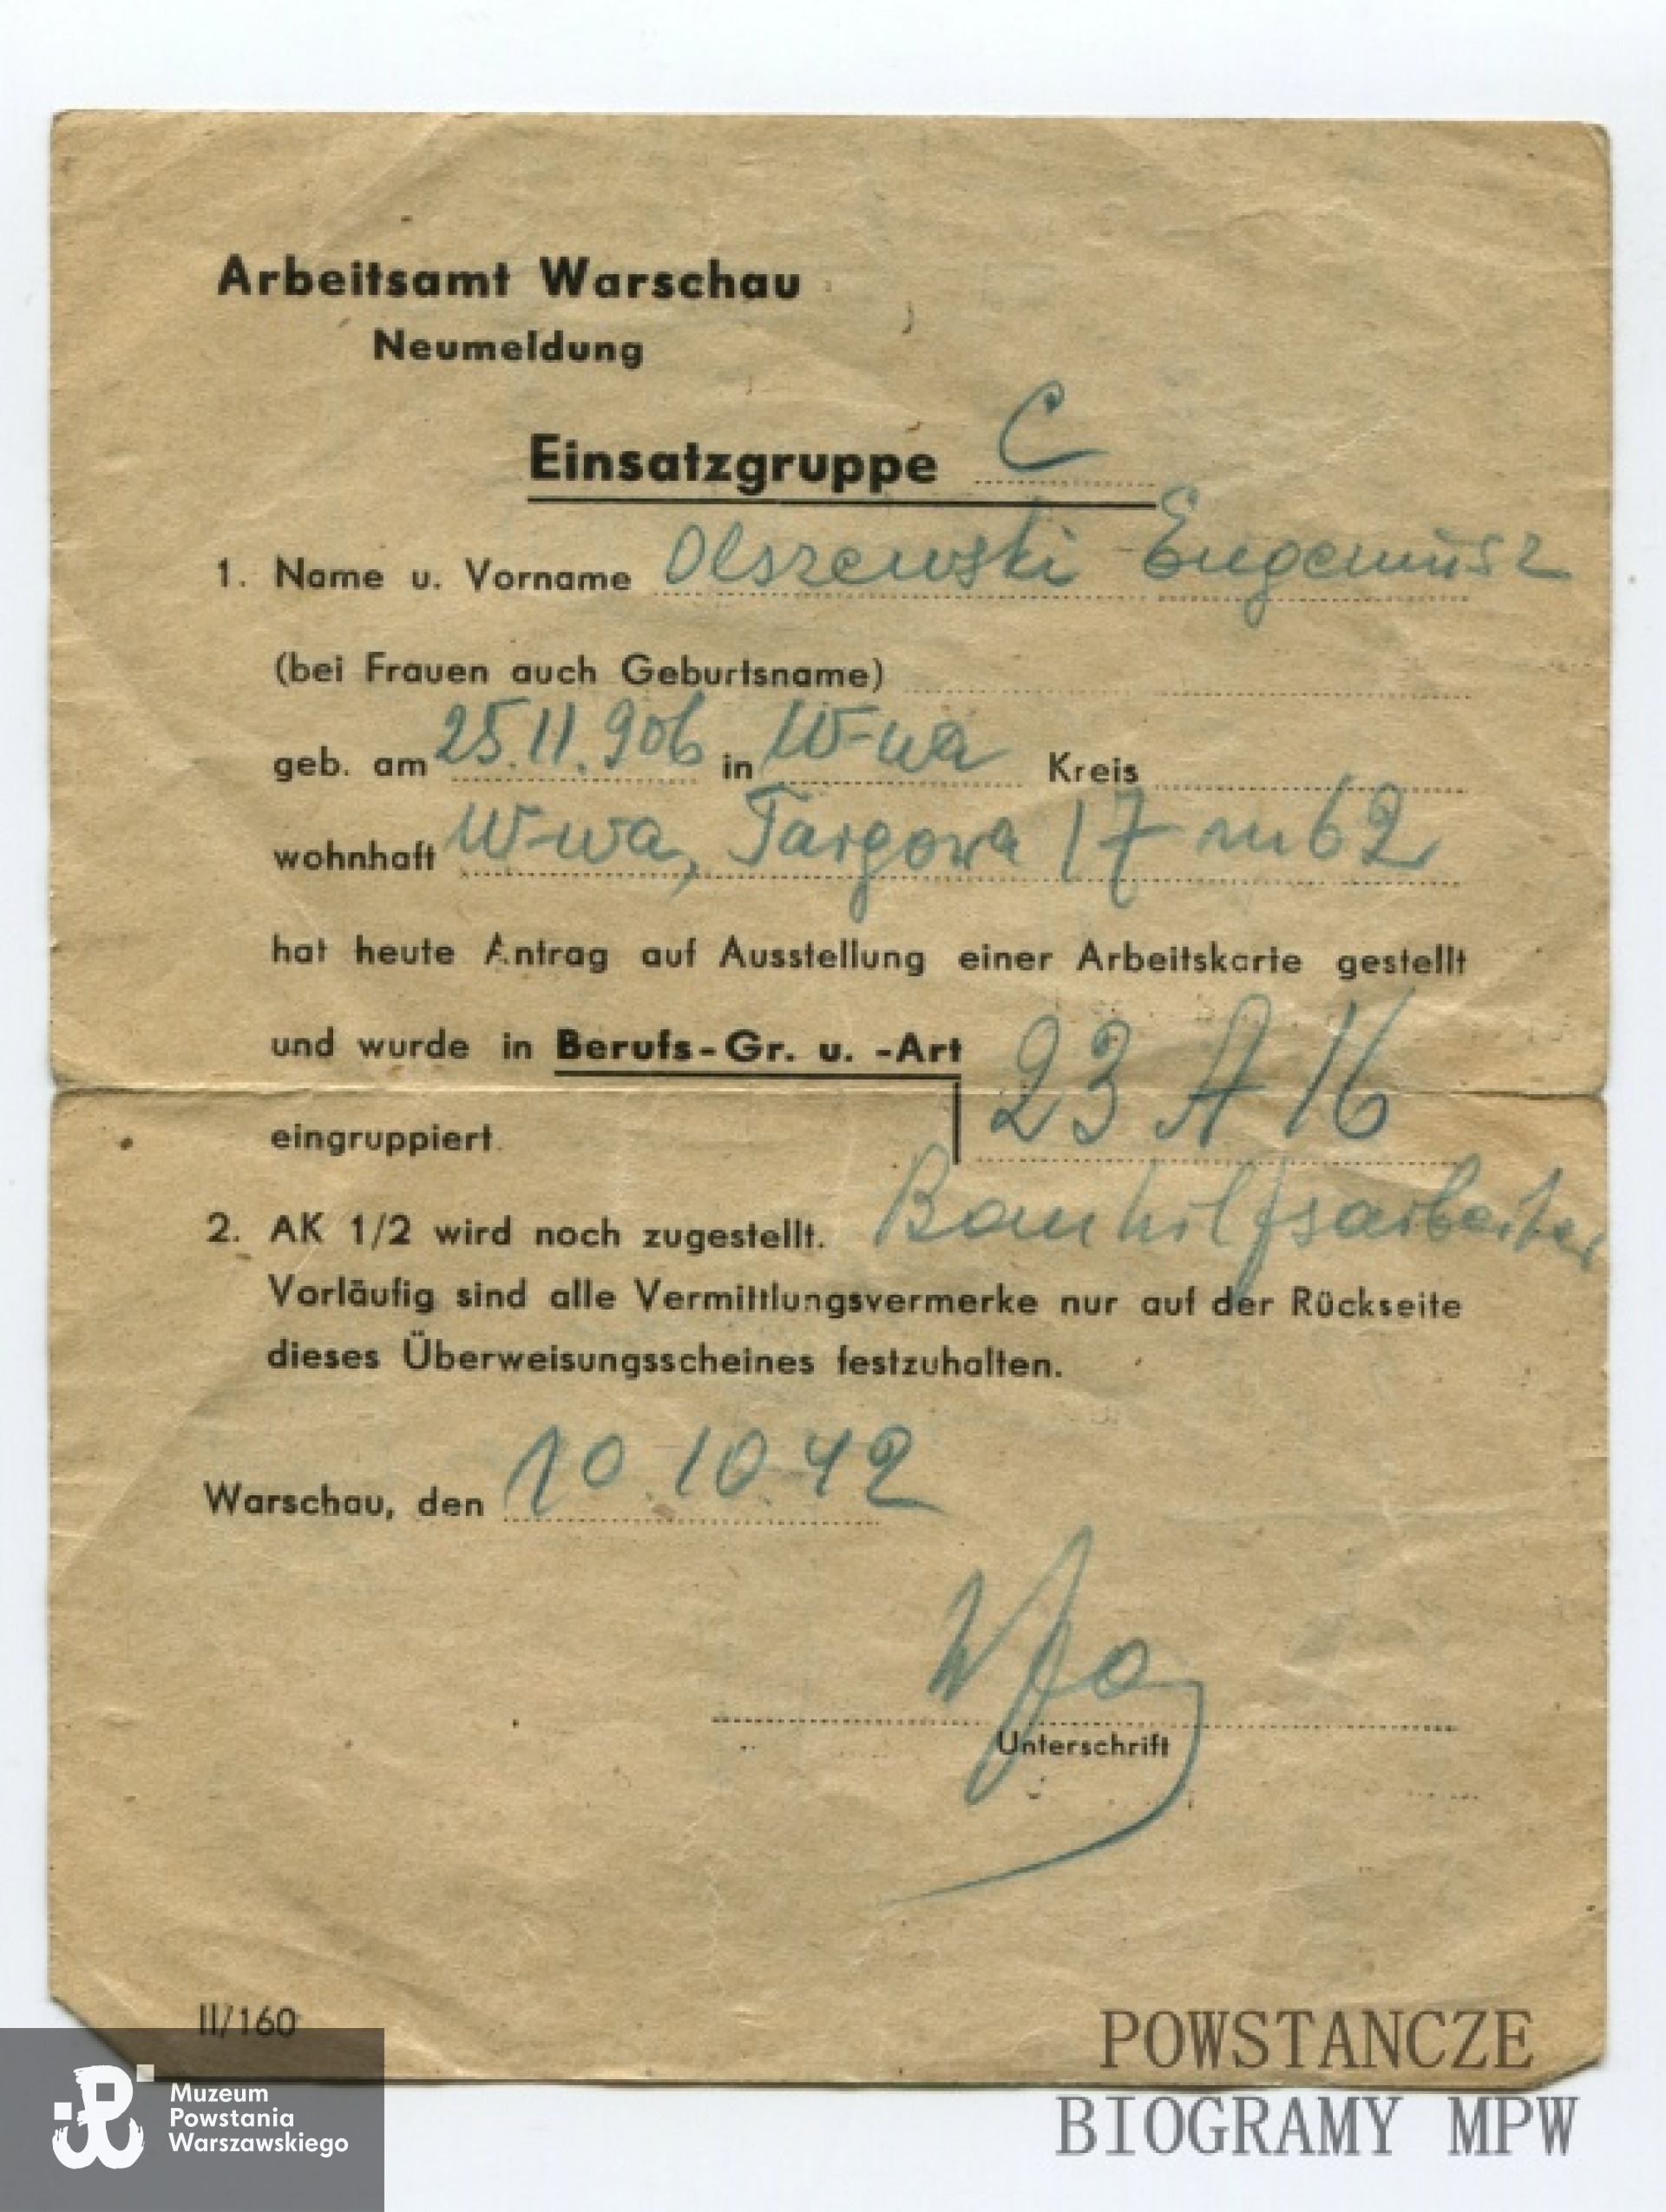 Arbeitsamt Warschau
Neumeldung
Einsatzgruppe C
1. Name u. Vorname Olszewski Eugeniusz
(bei Frauen auch Geburtsname)
geb. am 25.11.906 in W-wa Kreis
wohnhaft W-wa, Targowa 17 m 62
hat heute Antrag auf Ausstellung einer Arbeitskarte gestellt
und wurde in Berufs-Gr. u. -Art 23 A 16
eingruppiert.
2. AK 1/2 wird noch zugestellt. Bauhilfsarbeiter
Vorläufig sind alle Vermittlungsvermerke nur auf der Rückseite
dieses Überweisungsscheines festzuhalten.
Warschau, den 10.10.42
Unterschrift
II/160
Muzeum
Powstania
Warszawskiego
POWSTANCZE
BIOGRAMY MPW